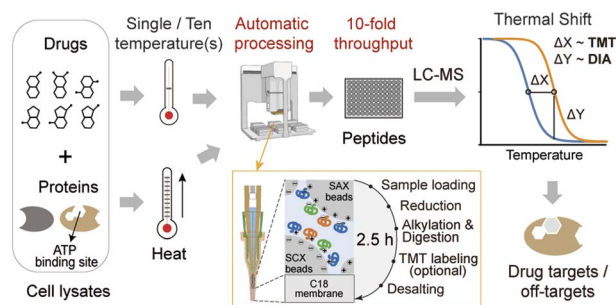 Drugs
+
Proteins
ATP
binding site
Cell lysates
Single / Ten
temperature(s)
Heat
Automatic
processing
10-fold
throughput
Peptides
LC-MS
Thermal Shift
ΔX ~ TMT
ΔY ~ DIA
ΔX
ΔY
Temperature
SAX
beads
SCX
beads
C18
membrane
2.5 h
Sample loading
Reduction
Alkylation &
Digestion
TMT labeling
(optional)
Desalting
Drug targets /
off-targets